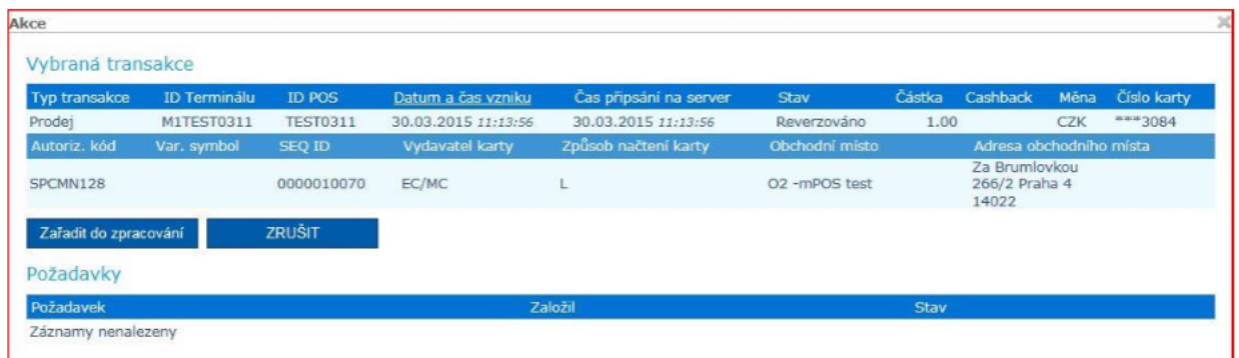 Akce
Vybraná transakce
Typ transakce ID Terminálu ID POS Datum a čas vzniku Čas připsání na server Stav Částka Cashback Měna Číslo karty
Prodej M1TEST0311 TEST0311 30.03.2015 11:13:56 30.03.2015 11:13:56 Reverzováno 1.00 CZK ***3084
Autoriz. kód Var. symbol SEQ ID Vydavatel karty Způsob načtení karty Obchodní místo Adresa obchodního místa
SPCMN128 0000010070 EC/MC L O2 -mPOS test Za Brumlovkou
266/2 Praha 4
14022
Zařadit do zpracování ZRUŠIT
Požadavky
Požadavek Založil Stav
Záznamy nenalezeny